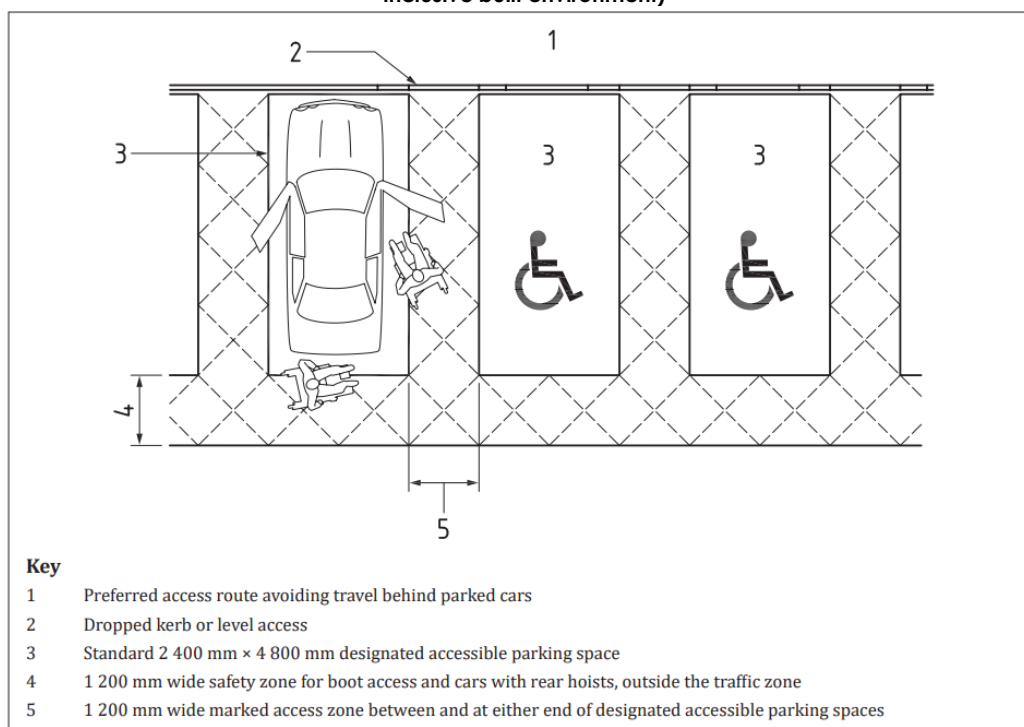 inclusive built environment)
1
2
3
3
3
4
5
Key
1 Preferred access route avoiding travel behind parked cars
2 Dropped kerb or level access
3 Standard 2 400 mm × 4 800 mm designated accessible parking space
4 1 200 mm wide safety zone for boot access and cars with rear hoists, outside the traffic zone
5 1 200 mm wide marked access zone between and at either end of designated accessible parking spaces